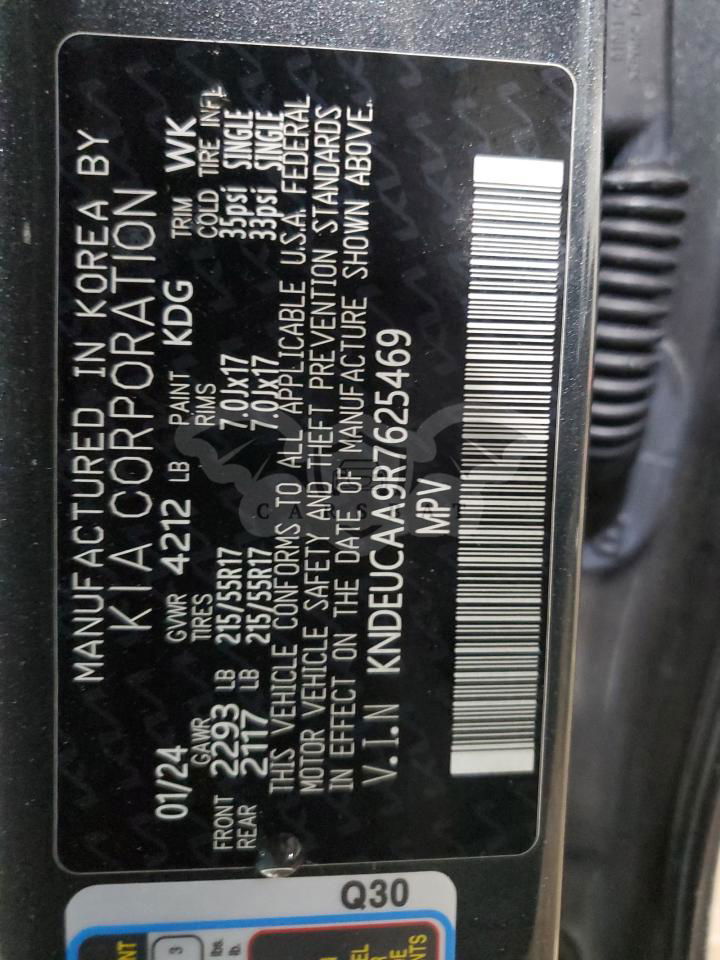 MANUFACTURED IN KOREA BY
KIA CORPORATION
01/24 GVWR 4212 LB PAINT KDG TRIM WK
GAWR TIRES RIMS COLD TIRE INFL
FRONT 2293 LB 215/55R17 7.0Jx17 35psi SINGLE
REAR 2117 LB 215/55R17 7.0Jx17 33psi SINGLE
THIS VEHICLE CONFORMS TO ALL APPLICABLE U.S.A. FEDERAL
MOTOR VEHICLE SAFETY AND THEFT PREVENTION STANDARDS
IN EFFECT ON THE DATE OF MANUFACTURE SHOWN ABOVE.
V.I.N KNDEUCAA9R7625469
MPV
Q30
3
lbs.
lb.